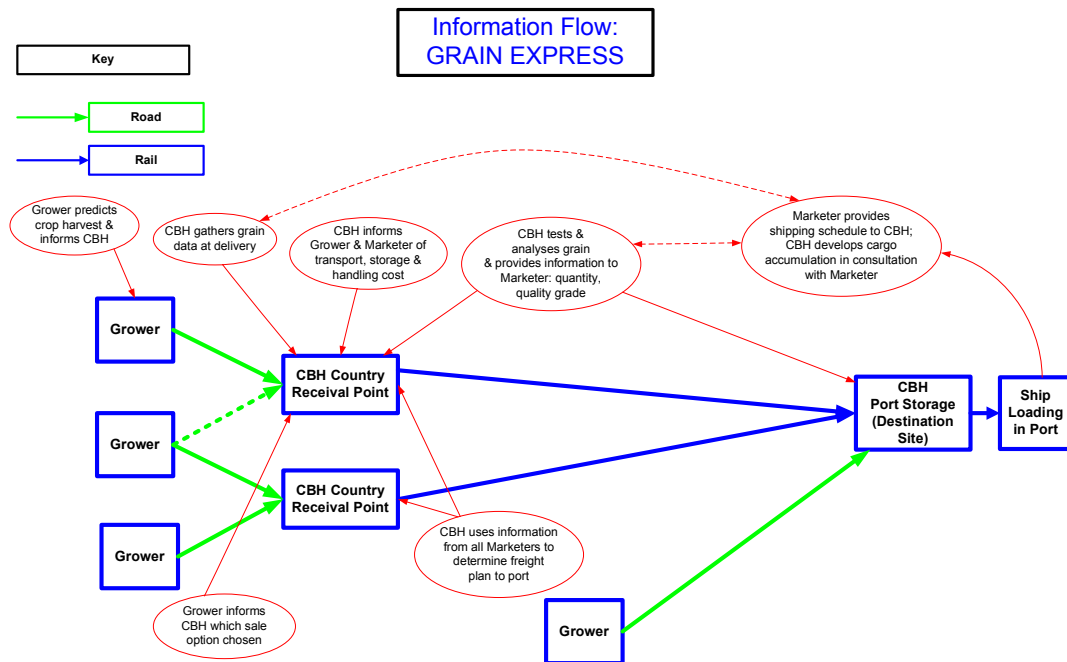 Information Flow:
GRAIN EXPRESS
Key
Road
Rail
Grower predicts
crop harvest &
informs CBH
CBH gathers grain
data at delivery
CBH informs
Grower & Marketer of
transport, storage &
handling cost
CBH tests &
analyses grain
& provides information to
Marketer: quantity,
quality grade
Marketer provides
shipping schedule to CBH;
CBH develops cargo
accumulation in consultation
with Marketer
Grower
CBH Country
Receival Point
CBH
Port Storage
(Destination
Site)
Ship
Loading
in Port
Grower
CBH Country
Receival Point
Grower
CBH uses information
from all Marketers to
determine freight
plan to port
Grower informs
CBH which sale
option chosen
Grower